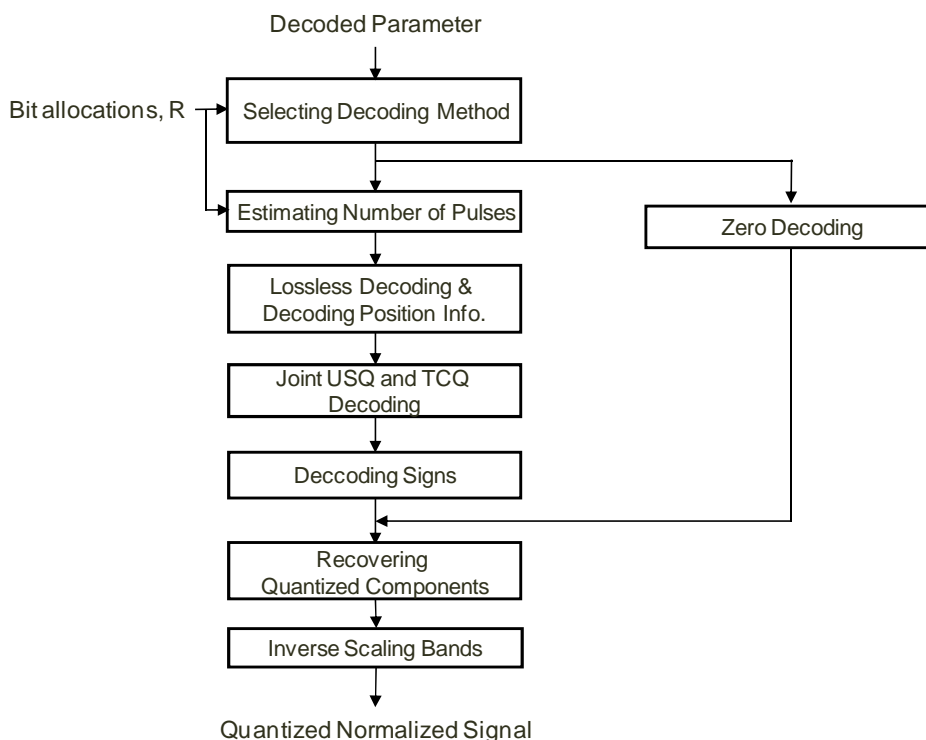 Decoded Parameter
Bit allocations, R
Selecting Decoding Method
Estimating Number of Pulses
Zero Decoding
Lossless Decoding &
Decoding Position Info.
Joint USQ and TCQ
Decoding
Deccoding Signs
Recovering
Quantized Components
Inverse Scaling Bands
Quantized Normalized Signal